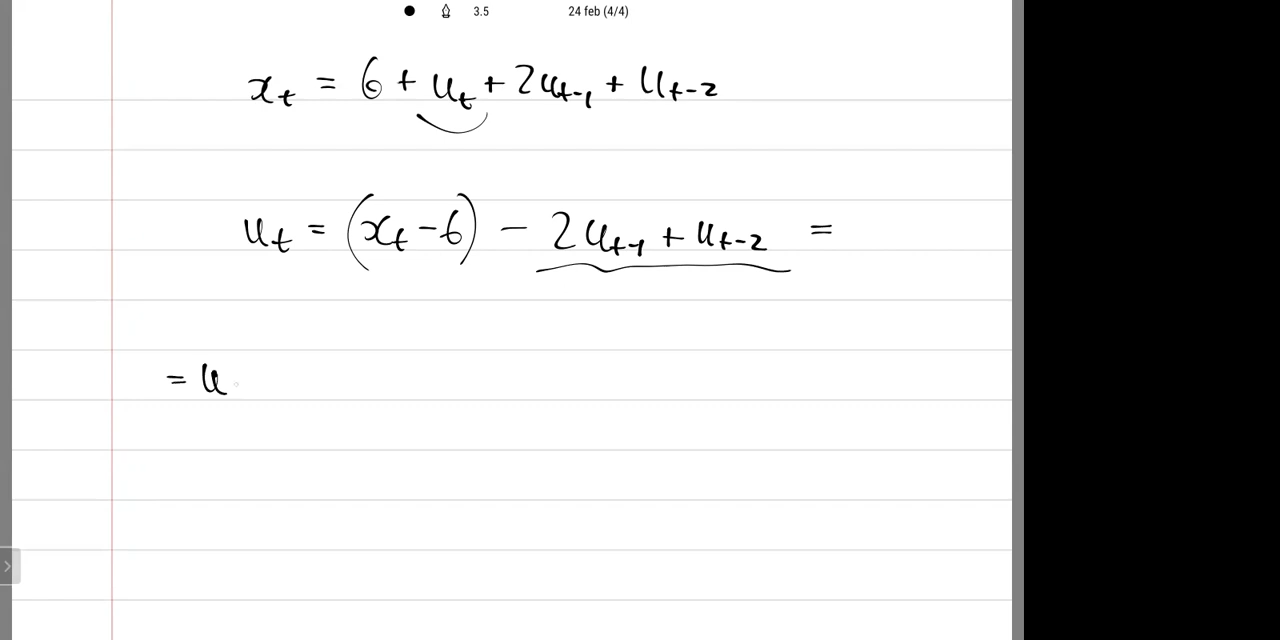 3.5 24 feb (4/4)
x_t = 6 + u_t + 2u_{t-1} + u_{t-2}
u_t = (x_t - 6) - 2u_{t-1} + u_{t-2} =
= u